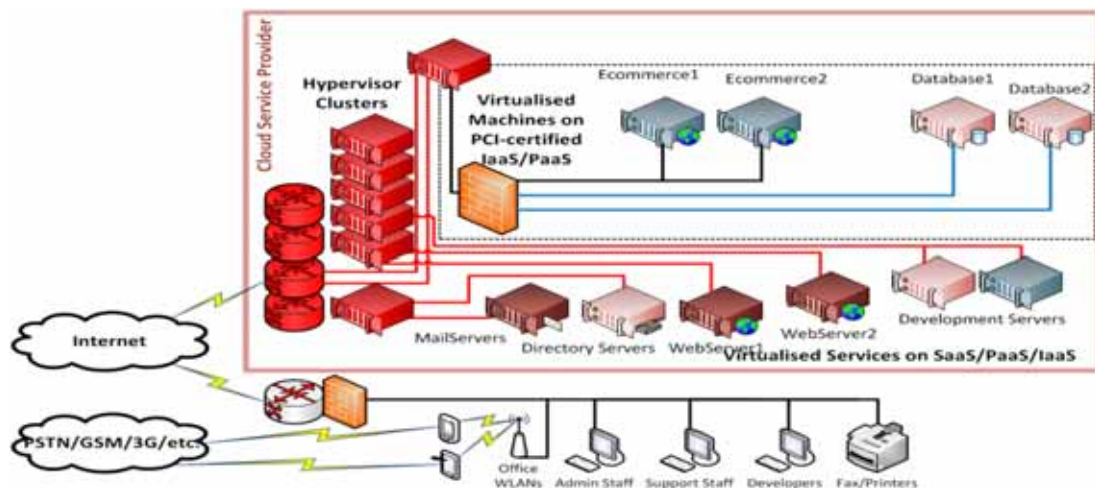 Cloud Service Provider
Hypervisor
Clusters
Virtualised
Machines on
PCI-certified
IaaS/PaaS
Ecommerce1
Ecommerce2
Database1
Database2
MailServers
Directory Servers
WebServer1
WebServer2
Development Servers
Virtualised Services on SaaS/PaaS/IaaS
Internet
PSTN/GSM/3G/etc.
Office
WLANs
Admin Staff
Support Staff
Developers
Fax/Printers